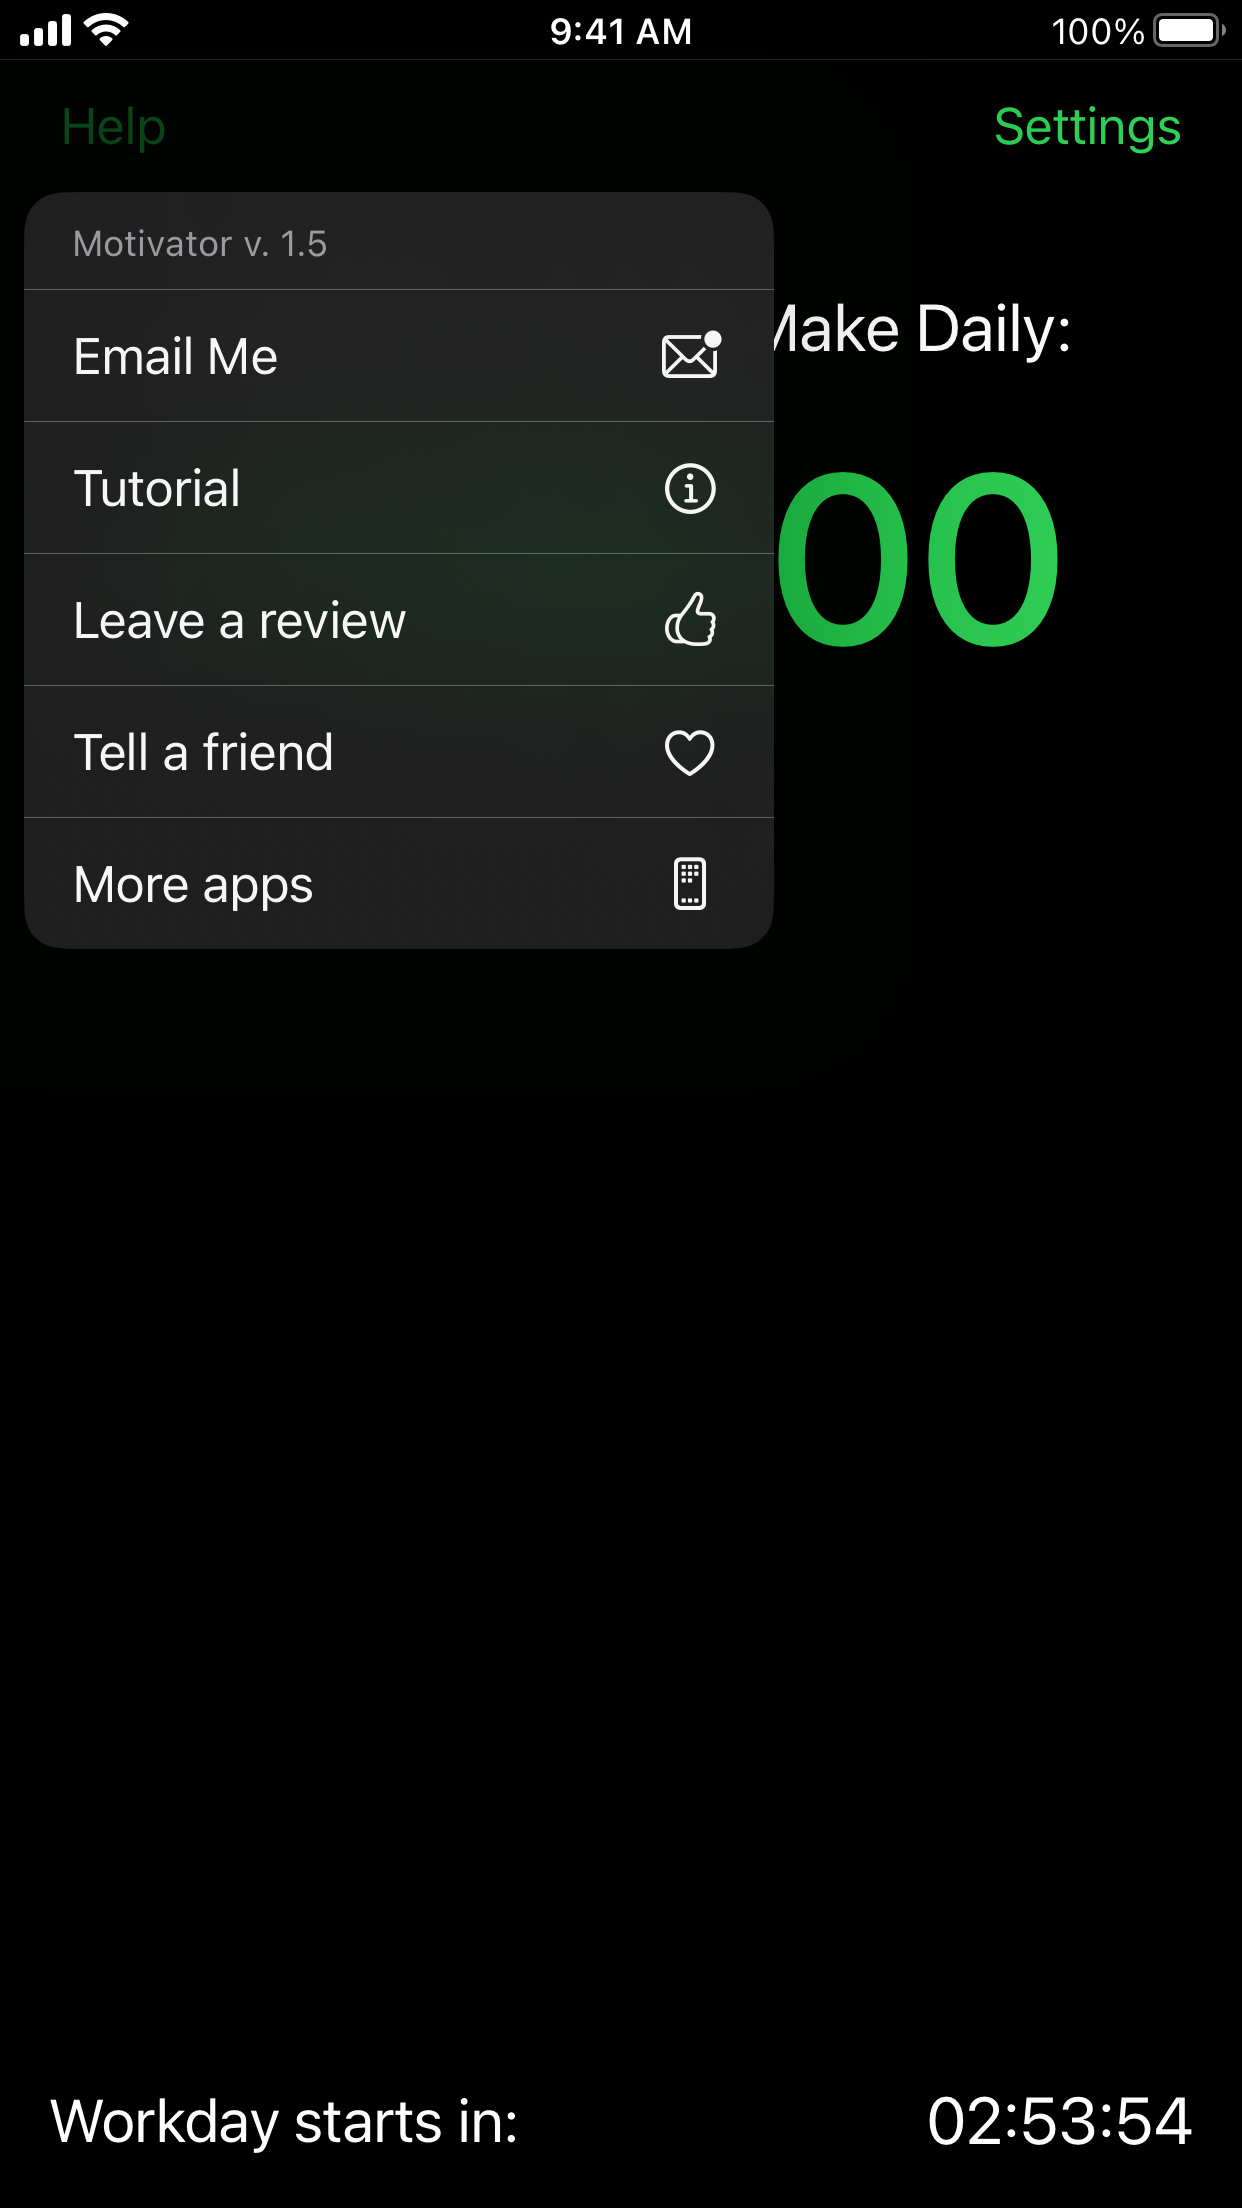 9:41 AM 100%
Help Settings
Motivator v. 1.5
Make Daily:
Email Me
Tutorial
00
Leave a review
Tell a friend
More apps
Workday starts in: 02:53:54